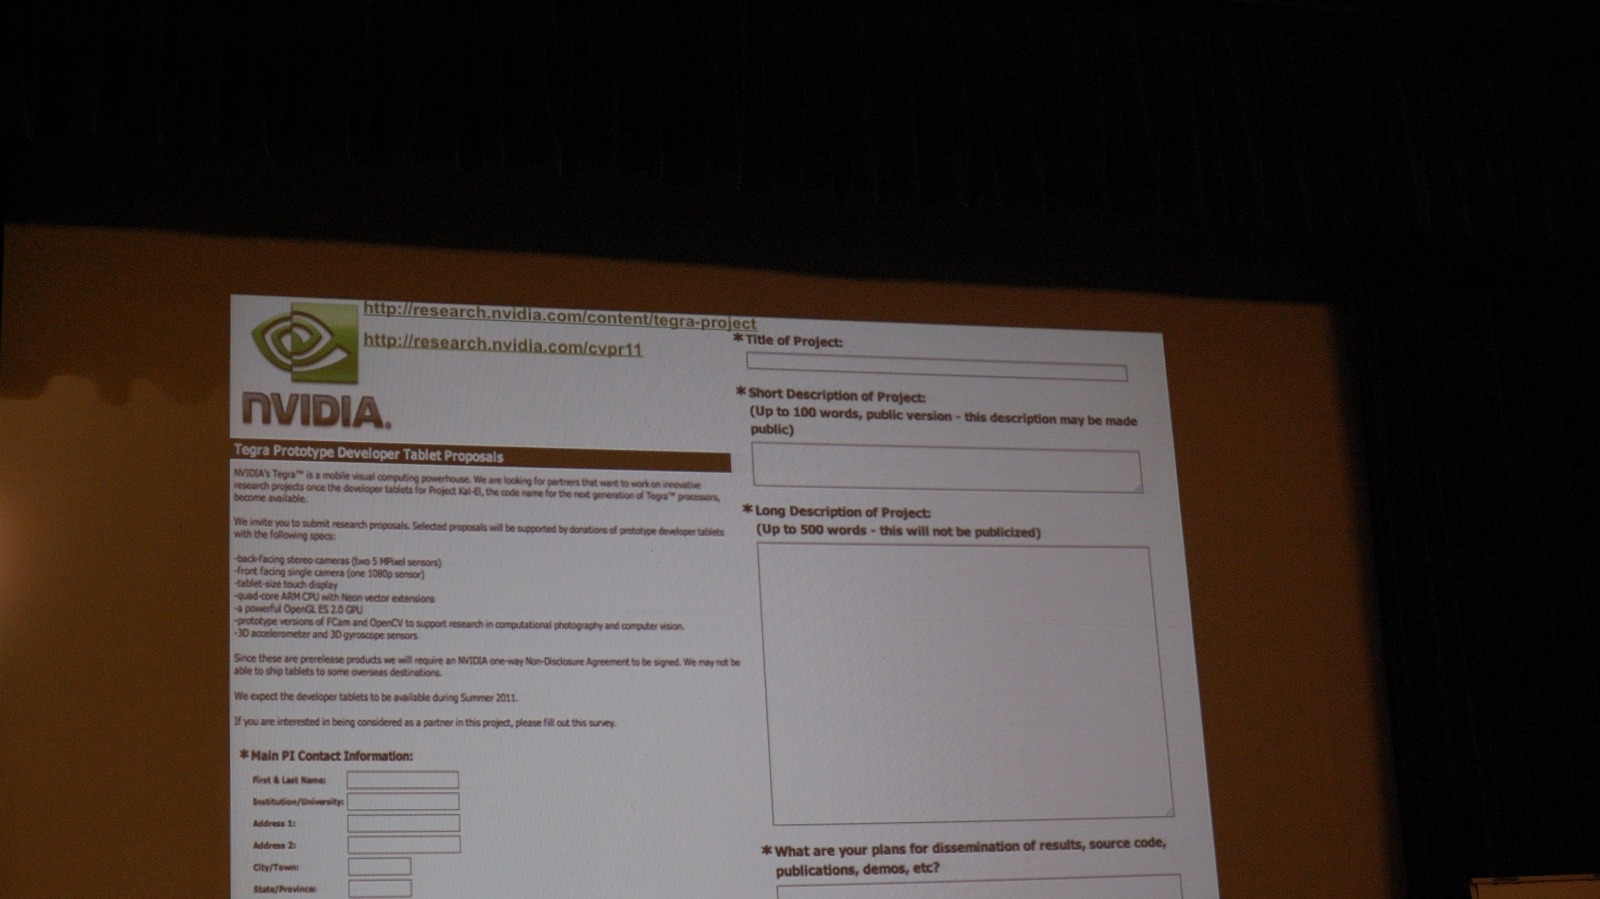 http://research.nvidia.com/content/tegra-project
http://research.nvidia.com/cvpr11
NVIDIA.
Tegra Prototype Developer Tablet Proposals
NVIDIA's Tegra™ is a mobile visual computing powerhouse. We are looking for partners that want to work on innovative
research projects once the developer tablets for Project Kal-El, the code name for the next generation of Tegra™ processors,
become available.
We invite you to submit research proposals. Selected proposals will be supported by donations of prototype developer tablets
with the following specs:
-back-facing stereo cameras (two 5 MPixel sensors)
-front facing single camera (one 1080p sensor)
-tablet-size touch display
-quad-core ARM CPU with Neon vector extensions
-a powerful OpenGL ES 2.0 GPU
-prototype versions of FCam and OpenCV to support research in computational photography and computer vision.
-3D accelerometer and 3D gyroscope sensors
Since these are prerelease products we will require an NVIDIA one-way Non-Disclosure Agreement to be signed. We may not be
able to ship tablets to some overseas destinations.
We expect the developer tablets to be available during Summer 2011.
If you are interested in being considered as a partner in this project, please fill out this survey.
*Main PI Contact Information:
First & Last Name:
Institution/University:
Address 1:
Address 2:
City/Town:
State/Province:
*Title of Project:
*Short Description of Project:
(Up to 100 words, public version - this description may be made
public)
*Long Description of Project:
(Up to 500 words - this will not be publicized)
*What are your plans for dissemination of results, source code,
publications, demos, etc?